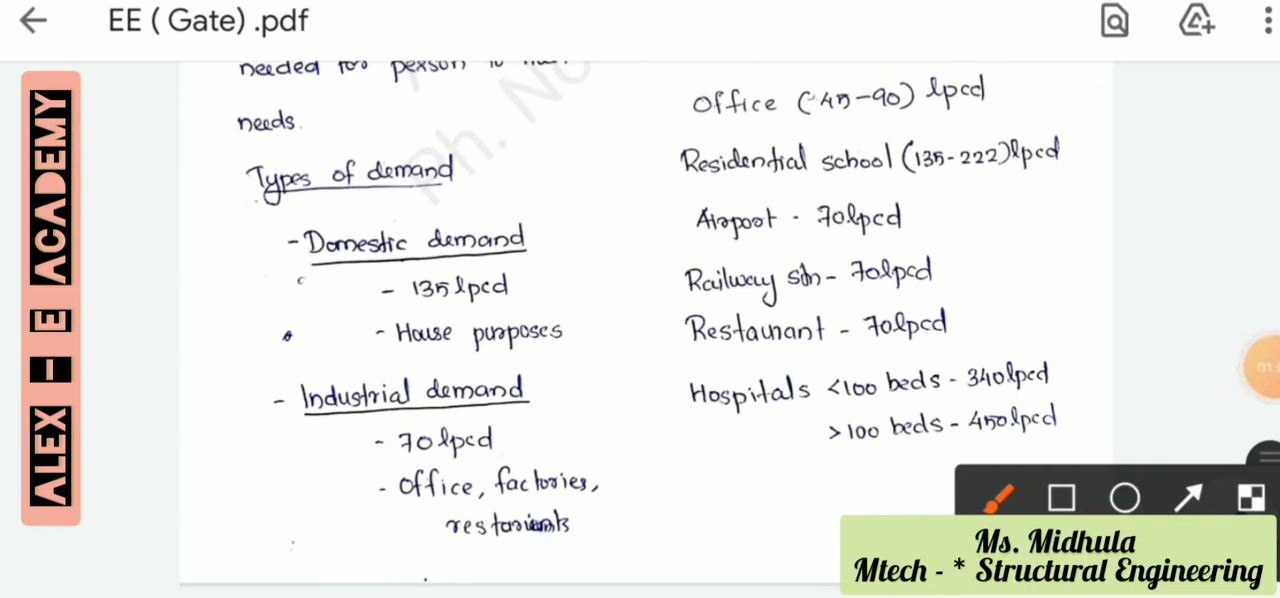 EE ( Gate) .pdf
ALEX - E ACADEMY
needed for person to
needs.
Types of demand
- Domestic demand
- 135 lpcd
- House purposes
- Industrial demand
- 70 lpcd
- Office, factories,
Ph. No
Office (45-90) lpcd
Residential school (135-222) lpcd
Airport - 70 lpcd
Railway stn - 70 lpcd
Restaurant - 70 lpcd
Hospitals <100 beds - 340 lpcd
>100 beds - 450 lpcd
Ms. Midhula
Mtech - * Structural Engineering